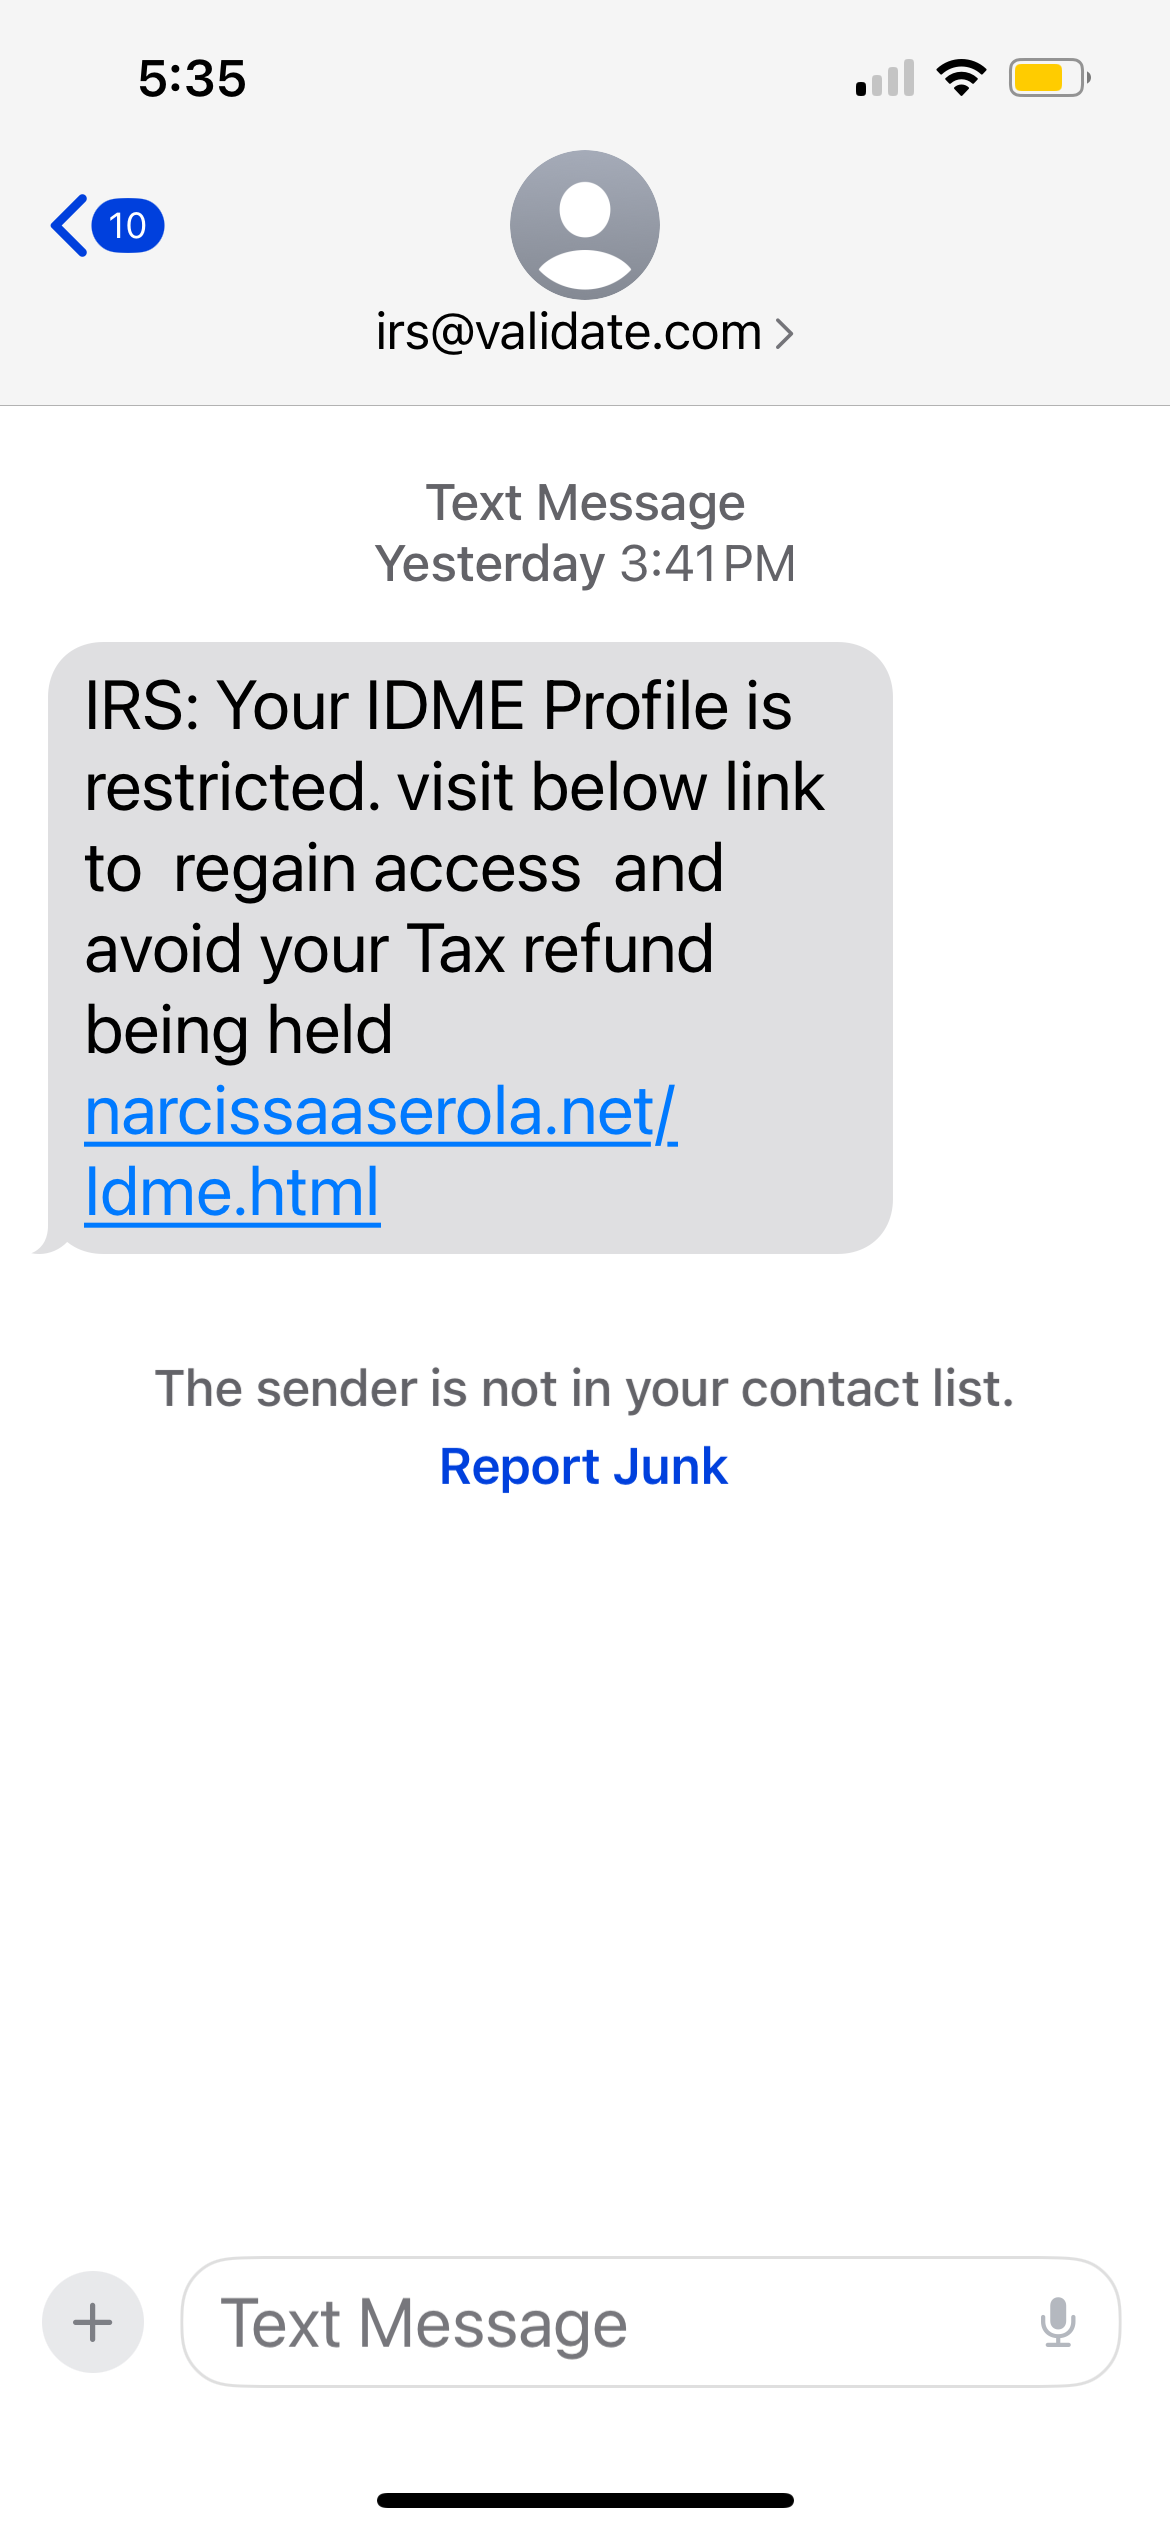 5:35
10
irs@validate.com
Text Message
Yesterday 3:41 PM
IRS: Your IDME Profile is
restricted. visit below link
to  regain access  and
avoid your Tax refund
being held
narcissaaserola.net/
Idme.html
The sender is not in your contact list.
Report Junk
Text Message